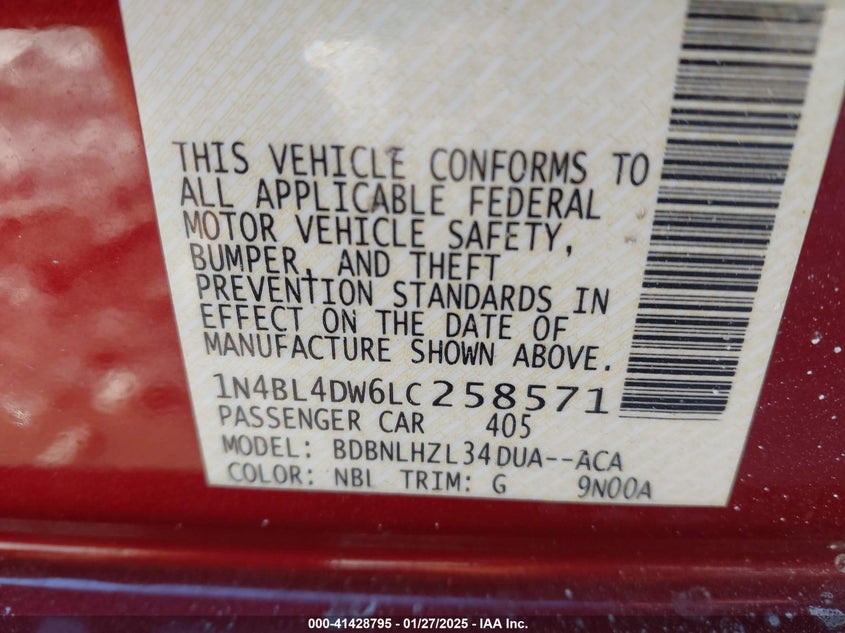 THIS VEHICLE CONFORMS TO
ALL APPLICABLE FEDERAL
MOTOR VEHICLE SAFETY,
BUMPER, AND THEFT
PREVENTION STANDARDS IN
EFFECT ON THE DATE OF
MANUFACTURE SHOWN ABOVE.
1N4BL4DW6LC258571
PASSENGER CAR 405
MODEL: BDBNLHZL34DUA--ACA
COLOR: NBL TRIM: G 9N00A
000-41428795 - 01/27/2025 - IAA Inc.